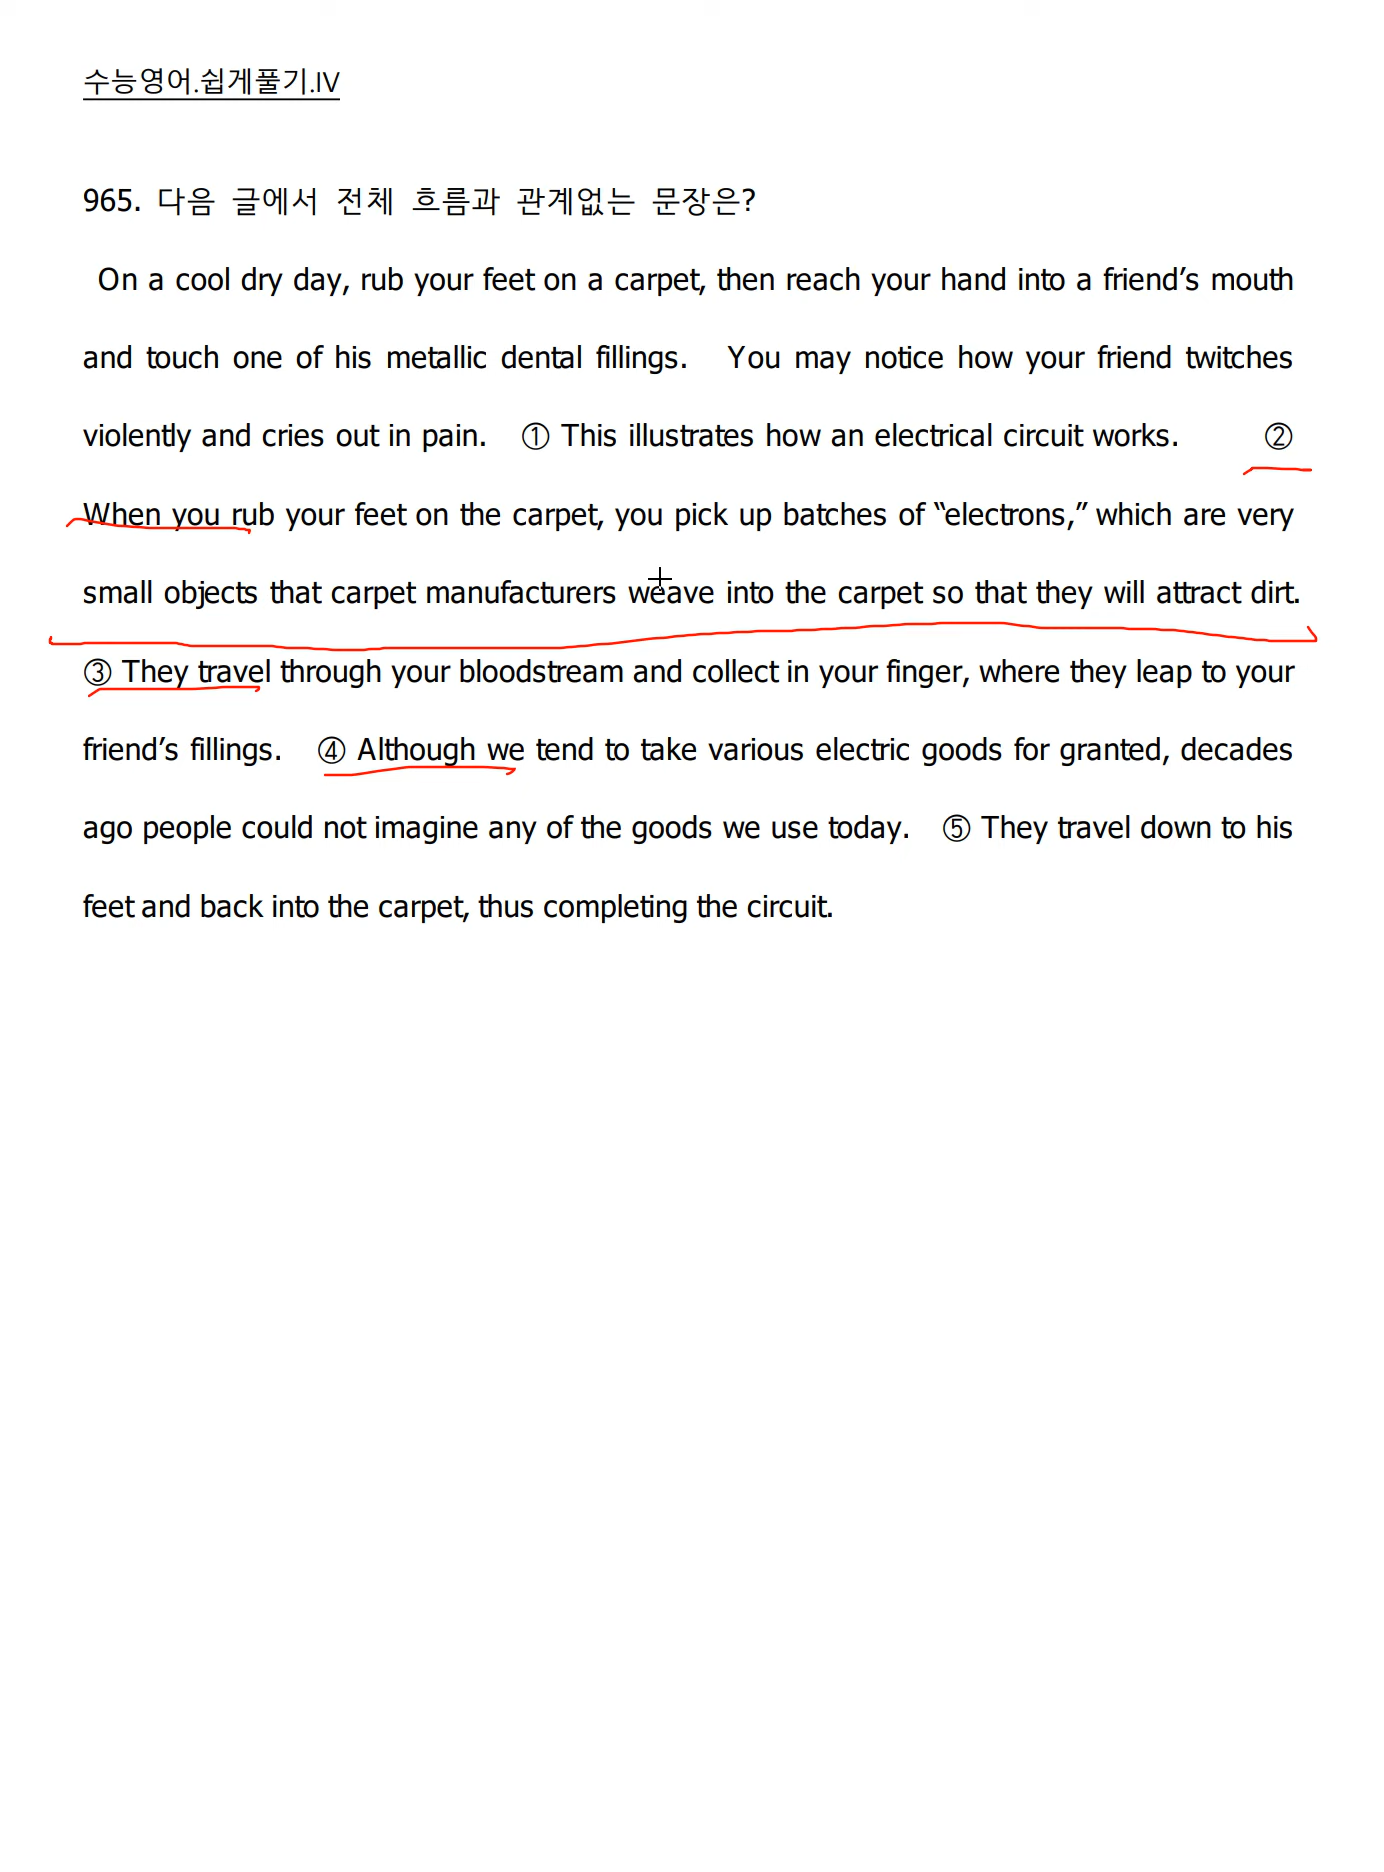 수능영어.쉽게풀기.IV
965. 다음 글에서 전체 흐름과 관계없는 문장은?
On a cool dry day, rub your feet on a carpet, then reach your hand into a friend’s mouth
and touch one of his metallic dental fillings. You may notice how your friend twitches
violently and cries out in pain. ① This illustrates how an electrical circuit works. ②
When you rub your feet on the carpet, you pick up batches of “electrons,” which are very
small objects that carpet manufacturers weave into the carpet so that they will attract dirt.
③ They travel through your bloodstream and collect in your finger, where they leap to your
friend’s fillings. ④ Although we tend to take various electric goods for granted, decades
ago people could not imagine any of the goods we use today. ⑤ They travel down to his
feet and back into the carpet, thus completing the circuit.